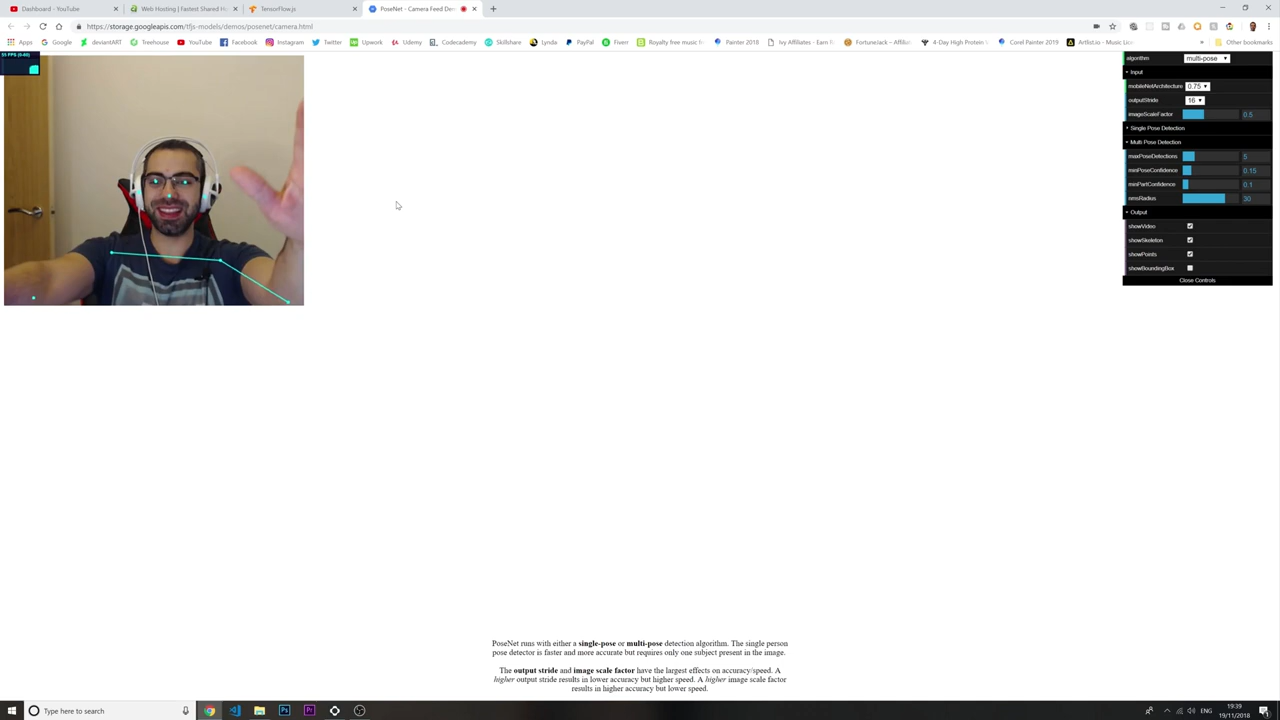 Dashboard - YouTube
Web Hosting | Fastest Shared H
TensorFlow.js
PoseNet - Camera Feed De
https://storage.googleapis.com/tfjs-models/demos/posenet/camera.html
Apps
Google
deviantART
Treehouse
YouTube
Facebook
Instagram
Twitter
Upwork
Udemy
Codecademy
Skillshare
Lynda
PayPal
Fiverr
Royalty free music f
Painter 2018
Ivy Affiliates - Earn R
FortuneJack – Affilia
4-Day High Protein
Corel Painter 2019
Artlist.io - Music Lice
»
Other bookmarks
algorithm multi-pose
Input
mobileNetArchitecture 0.75
outputStride 16
imageScaleFactor 0.5
Single Pose Detection
Multi Pose Detection
maxPoseDetections 5
minPoseConfidence 0.15
minPartConfidence 0.1
nmsRadius 30
Output
showVideo
showSkeleton
showPoints
showBoundingBox
Close Controls
PoseNet runs with either a single-pose or multi-pose detection algorithm. The single person
pose detector is faster and more accurate but requires only one subject present in the image.
The output stride and image scale factor have the largest effects on accuracy/speed. A
higher output stride results in lower accuracy but higher speed. A higher image scale factor
results in higher accuracy but lower speed.
Type here to search
ENG
19:39
19/11/2018